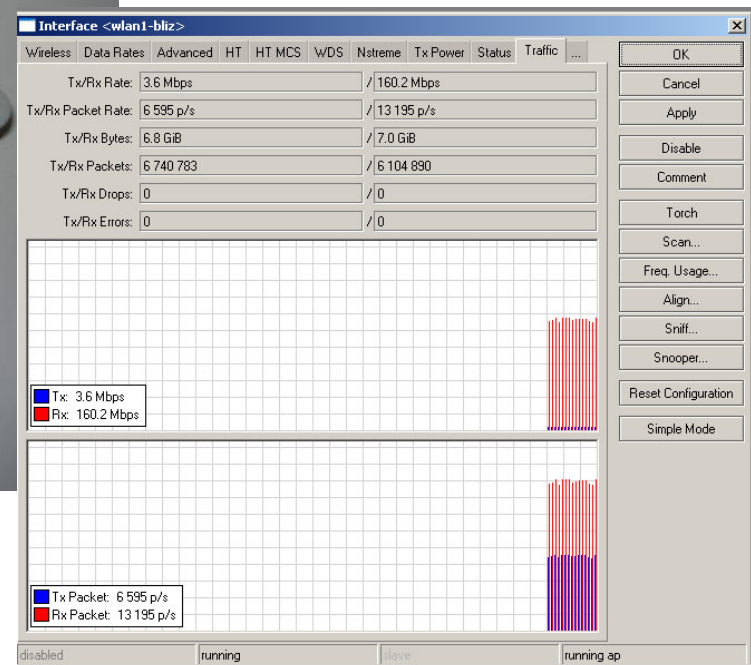 Interface <wlan1-bliz>
Wireless Data Rates Advanced HT HT MCS WDS Nstreme Tx Power Status Traffic ...
Tx/Rx Rate: 3.6 Mbps / 160.2 Mbps
Tx/Rx Packet Rate: 6 595 p/s / 13 195 p/s
Tx/Rx Bytes: 6.8 GiB / 7.0 GiB
Tx/Rx Packets: 6 740 783 / 6 104 890
Tx/Rx Drops: 0 / 0
Tx/Rx Errors: 0 / 0
Tx: 3.6 Mbps
Rx: 160.2 Mbps
Tx Packet: 6 595 p/s
Rx Packet: 13 195 p/s
OK
Cancel
Apply
Disable
Comment
Torch
Scan...
Freq. Usage...
Align...
Sniff...
Snooper...
Reset Configuration
Simple Mode
disabled running slave running ap